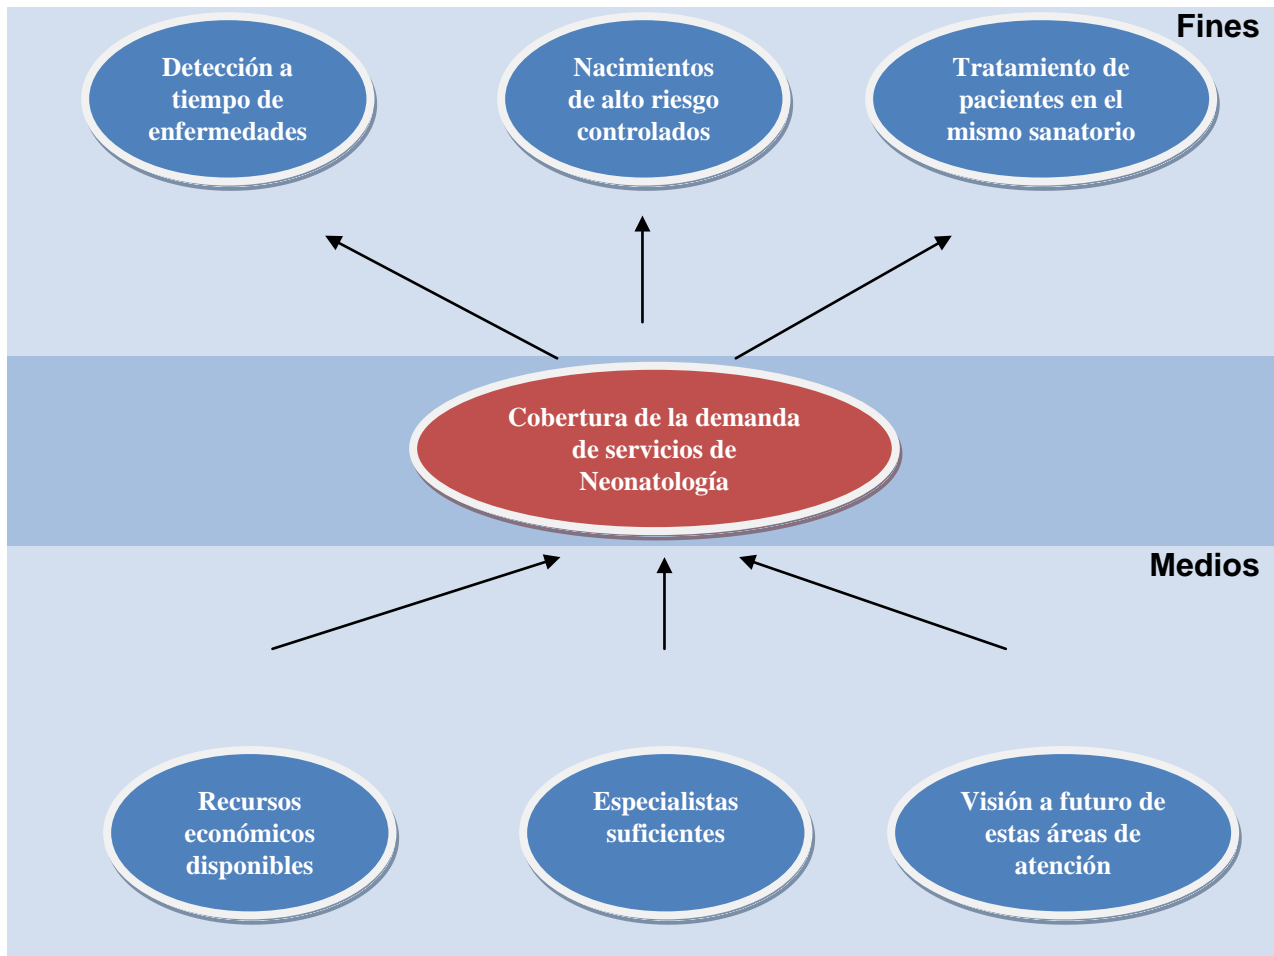 Fines
Detección a
tiempo de
enfermedades
Nacimientos
de alto riesgo
controlados
Tratamiento de
pacientes en el
mismo sanatorio
Cobertura de la demanda
de servicios de
Neonatología
Medios
Recursos
económicos
disponibles
Especialistas
suficientes
Visión a futuro de
estas áreas de
atención